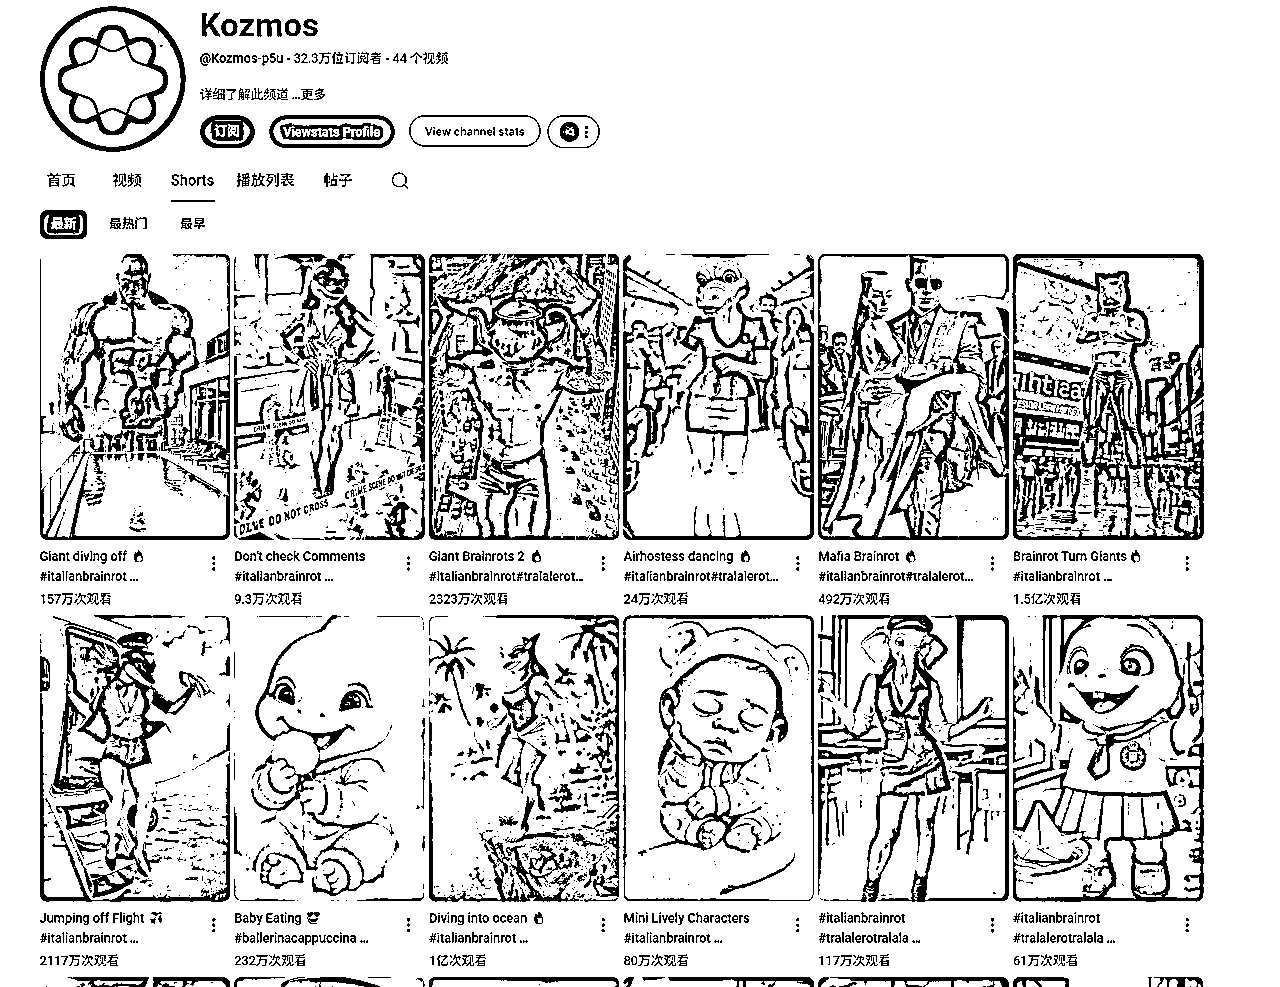 Kozmos
@Kozmos-p5u - 32.3万位订阅者 - 44 个视频
详细了解此频道 ...更多
订阅 Viewstats Profile View channel stats
首页 视频 Shorts 播放列表 帖子
最新 最热门 最早
CRIME SCENE DO NOT
DO NOT CROSS
Giant diving off 🔥 Don't check Comments Giant Brainrots 2 🔥 Airhostess dancing 🔥 Mafia Brainrot 🔥 Brainrot Turn Giants 🔥
#italianbrainrot ... #italianbrainrot ... #italianbrainrot#tralalerot... #italianbrainrot#tralalerot... #italianbrainrot#tralalerot... #italianbrainrot ...
157万次观看 9.3万次观看 2323万次观看 24万次观看 492万次观看 1.5亿次观看
Jumping off Flight Baby Eating Diving into ocean 🔥 Mini Lively Characters #italianbrainrot #italianbrainrot
#italianbrainrot ... #ballerinacappuccina ... #italianbrainrot ... #italianbrainrot ... #tralalerotralala ... #tralalerotralala ...
2117万次观看 232万次观看 1亿次观看 80万次观看 117万次观看 61万次观看